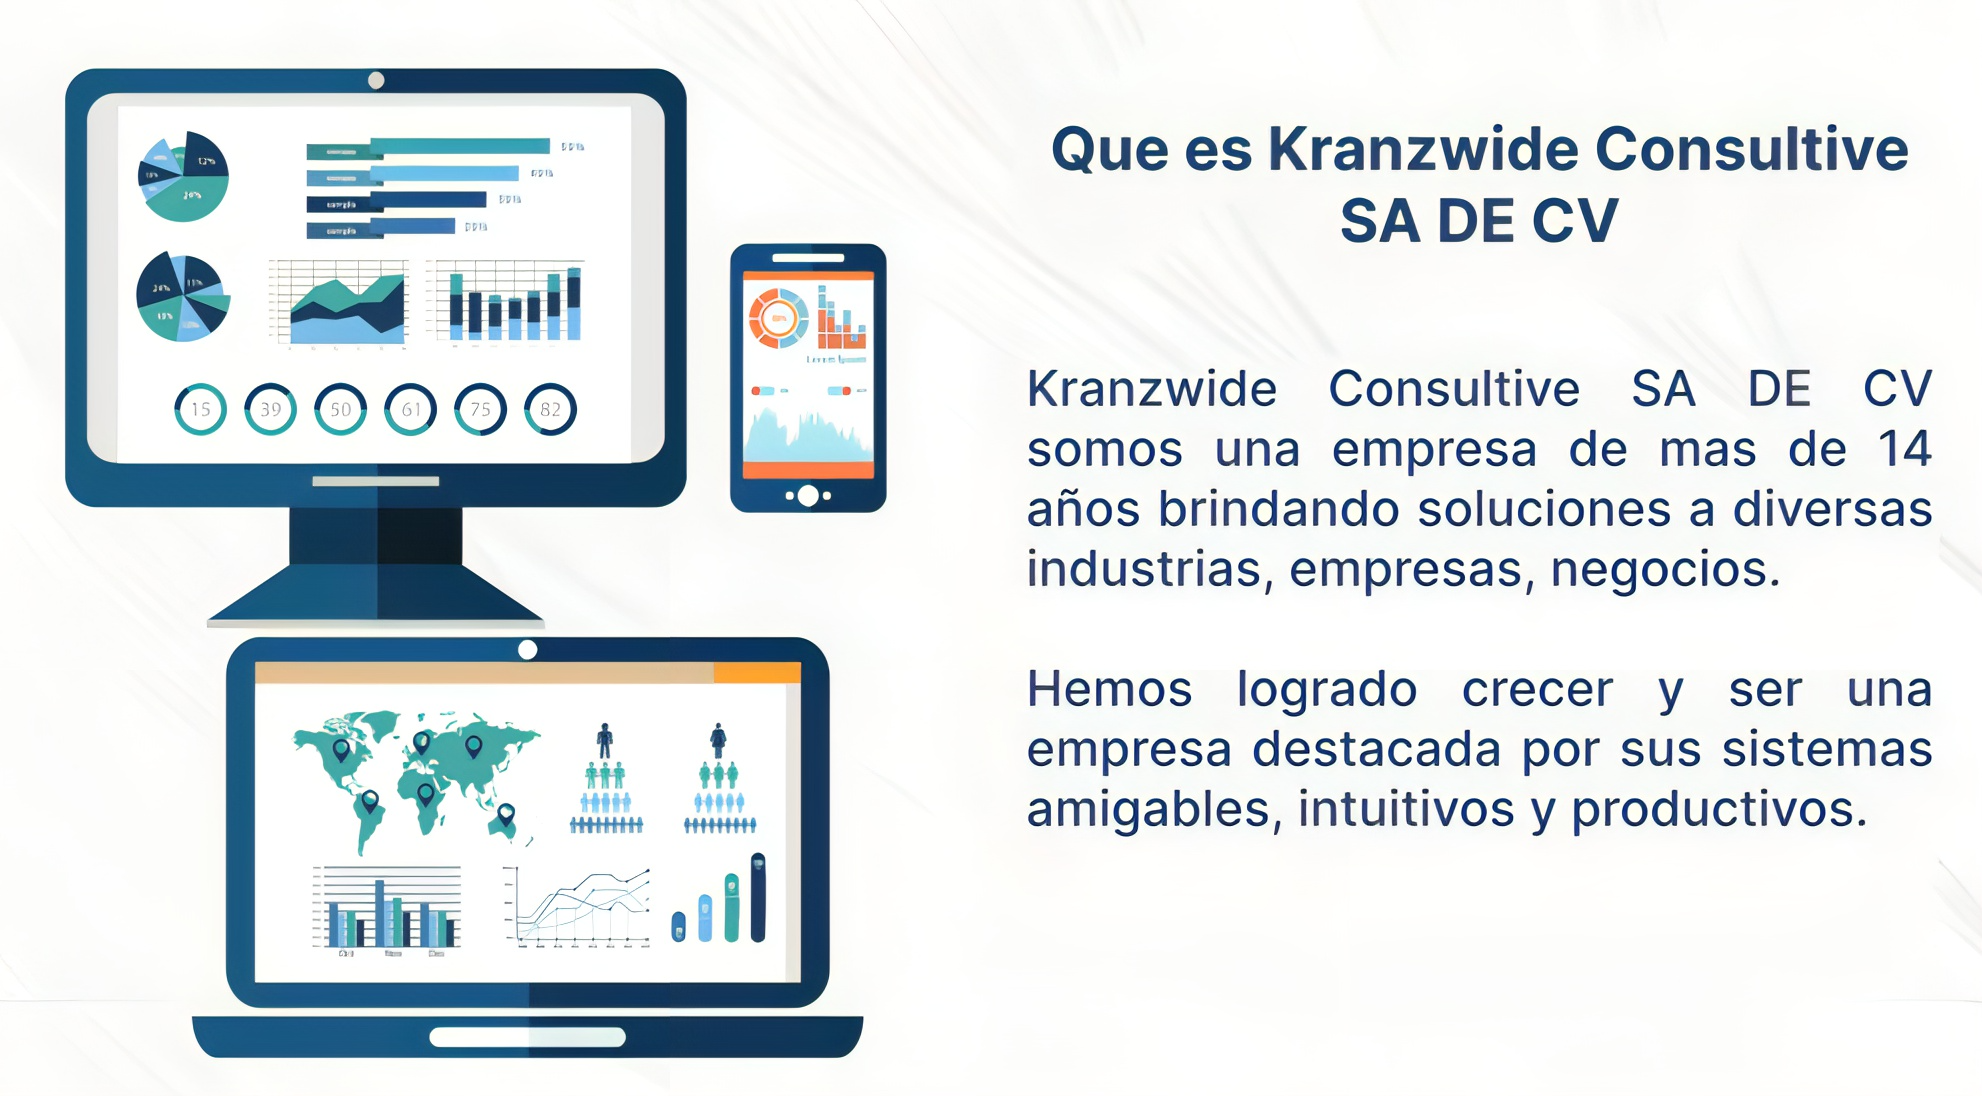 Que es Kranzwide Consultive
SA DE CV
Kranzwide Consultive SA DE CV
somos una empresa de mas de 14
años brindando soluciones a diversas
industrias, empresas, negocios.
Hemos logrado crecer y ser una
empresa destacada por sus sistemas
amigables, intuitivos y productivos.
15 39 50 61 75 82